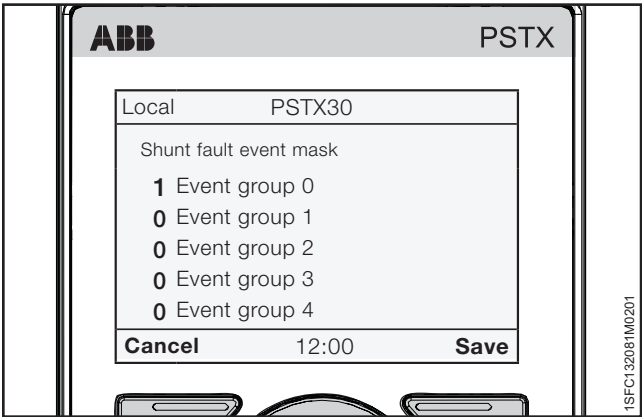 ABB PSTX
Local PSTX30
Shunt fault event mask
1 Event group 0
0 Event group 1
0 Event group 2
0 Event group 3
0 Event group 4
Cancel 12:00 Save
1SFC132081M0201